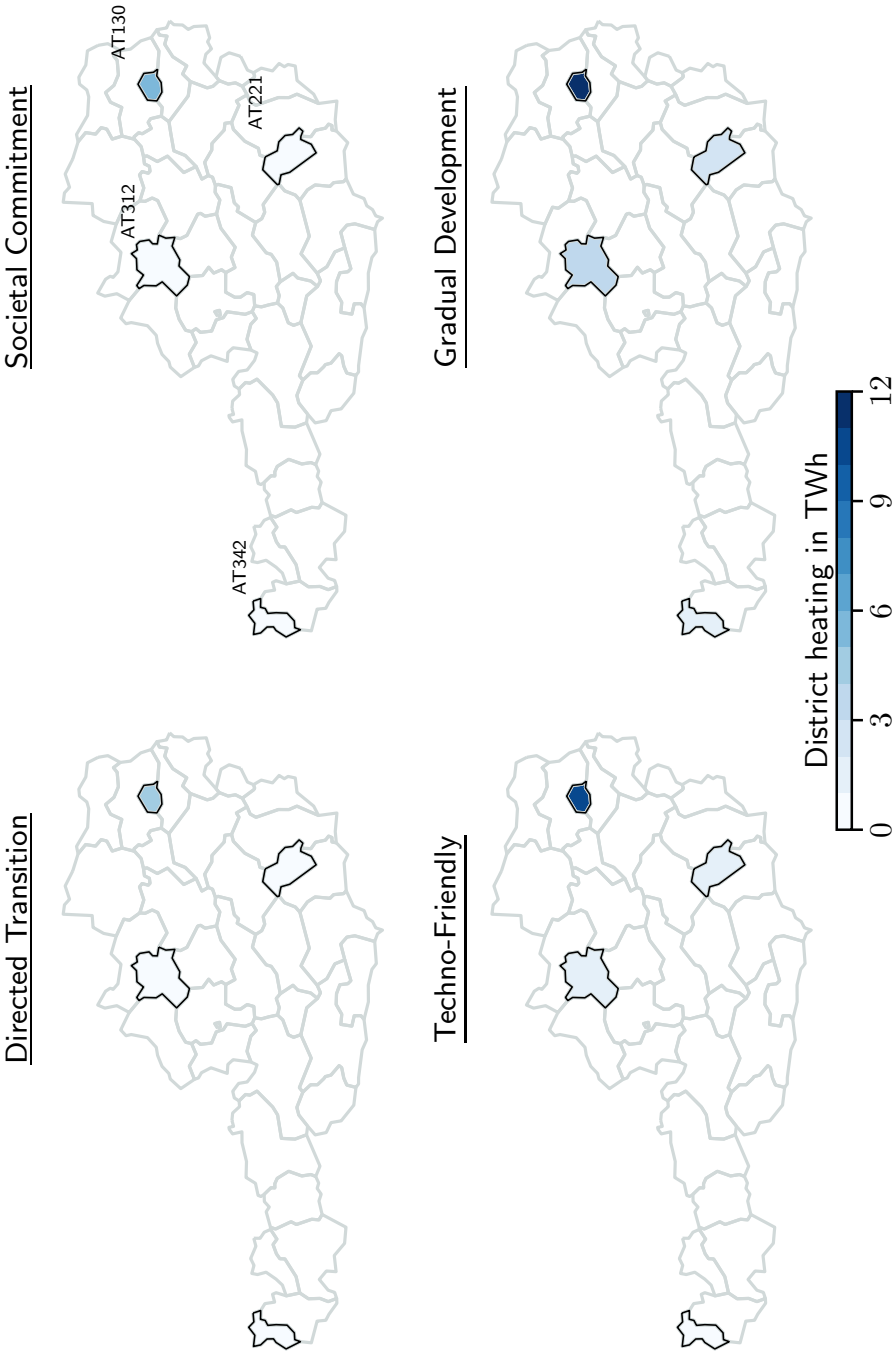 Directed Transition
Societal Commitment
AT130
AT312
AT221
AT342
Techno-Friendly
Gradual Development
District heating in TWh
0
3
6
9
12